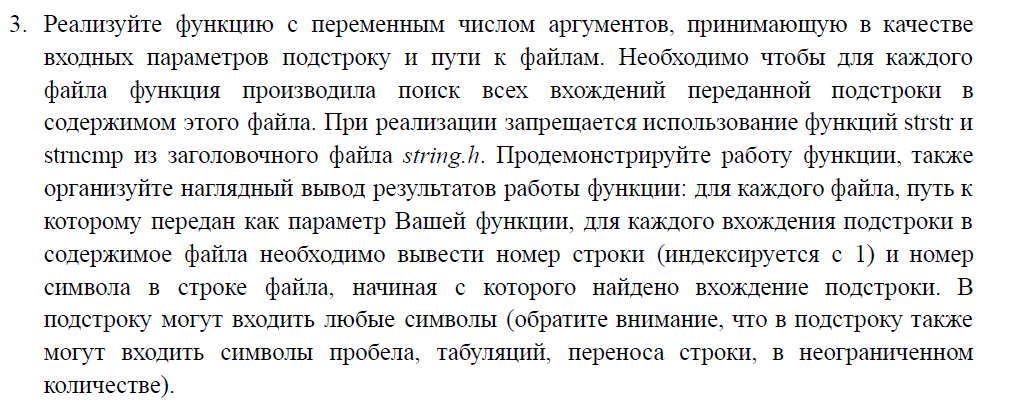 3. Реализуйте функцию с переменным числом аргументов, принимающую в качестве
входных параметров подстроку и пути к файлам. Необходимо чтобы для каждого
файла функция производила поиск всех вхождений переданной подстроки в
содержимом этого файла. При реализации запрещается использование функций strstr и
strncmp из заголовочного файла string.h. Продемонстрируйте работу функции, также
организуйте наглядный вывод результатов работы функции: для каждого файла, путь к
которому передан как параметр Вашей функции, для каждого вхождения подстроки в
содержимое файла необходимо вывести номер строки (индексируется с 1) и номер
символа в строке файла, начиная с которого найдено вхождение подстроки. В
подстроку могут входить любые символы (обратите внимание, что в подстроку также
могут входить символы пробела, табуляций, переноса строки, в неограниченном
количестве).